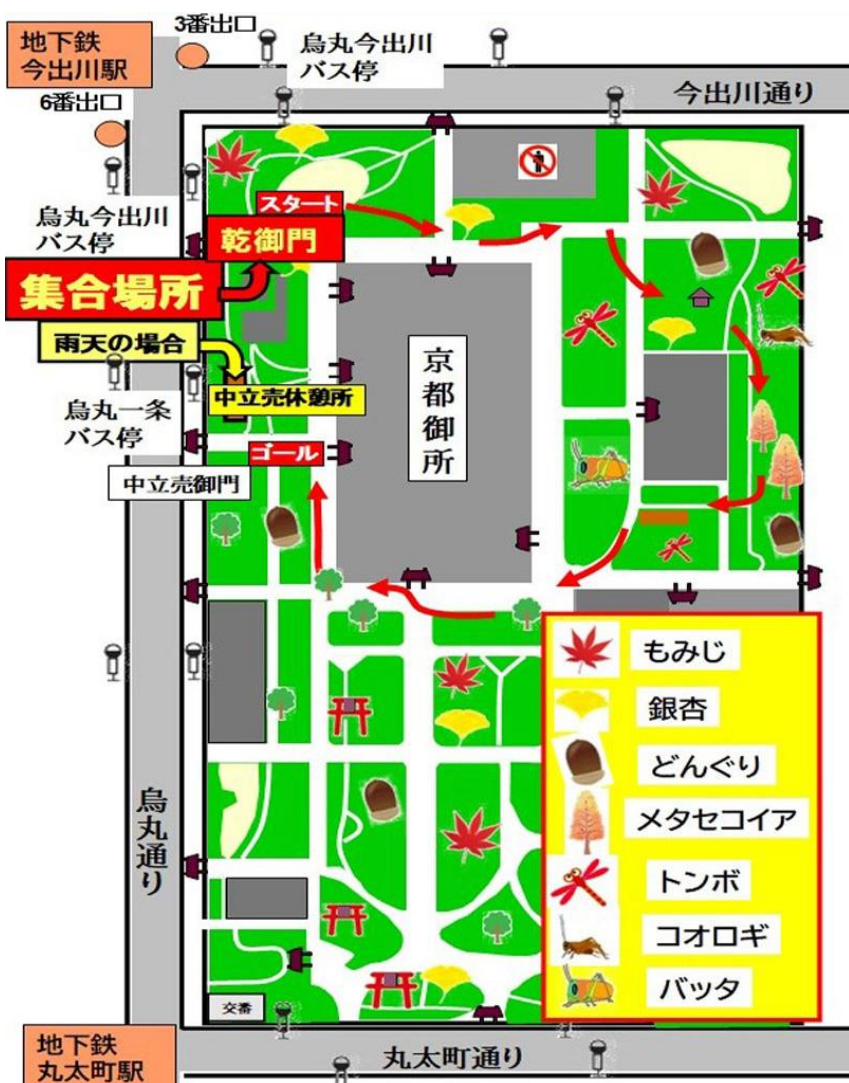 地下鉄
今出川駅
3番出口
烏丸今出川
バス停
今出川通り
6番出口
烏丸今出川
バス停
スタート
乾御門
集合場所
雨天の場合
中立売休憩所
烏丸一条
バス停
ゴール
中立売御門
京都御所
もみじ
銀杏
どんぐり
メタセコイア
トンボ
コオロギ
バッタ
烏丸通り
交番
地下鉄
丸太町駅
丸太町通り